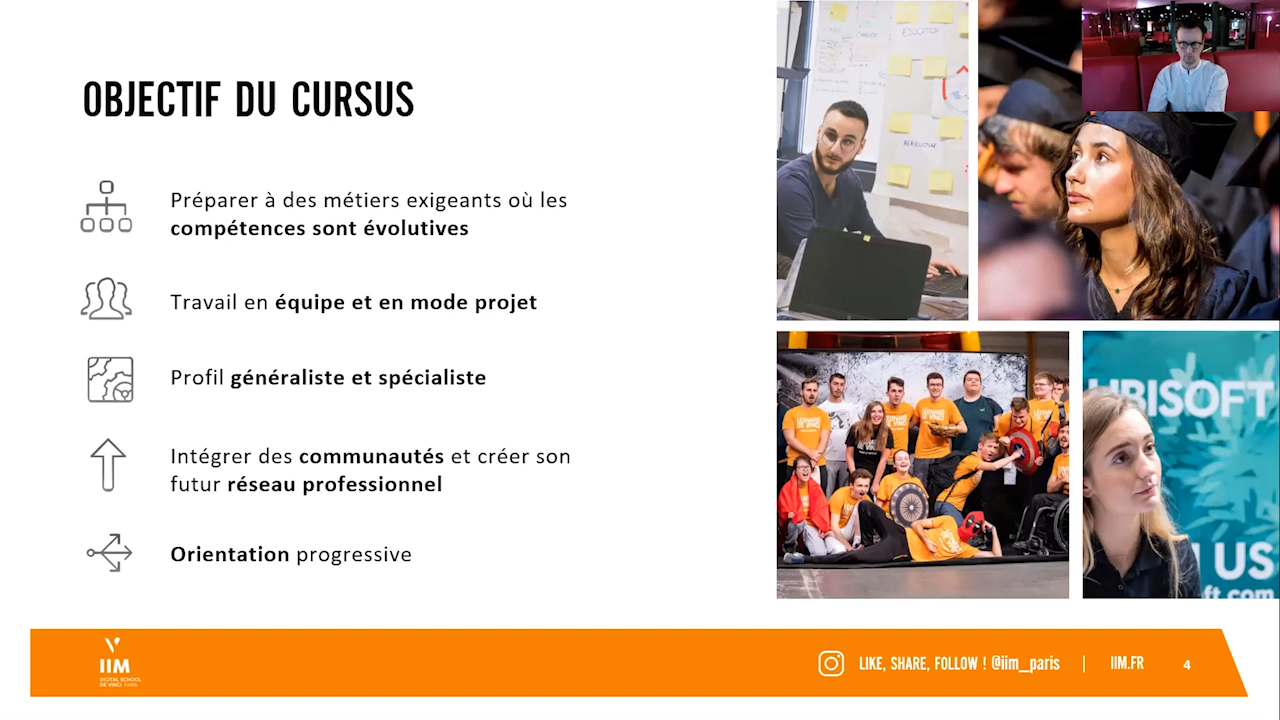 OBJECTIF DU CURSUS
Préparer à des métiers exigeants où les
compétences sont évolutives
Travail en équipe et en mode projet
Profil généraliste et spécialiste
Intégrer des communautés et créer son
futur réseau professionnel
Orientation progressive
EDUCATION
AGRICULTURE
UBISOFT
US
ft.com
IIM
DIGITAL SCHOOL
DE VINCI PARIS
LIKE, SHARE, FOLLOW ! @iim_paris | IIM.FR 4